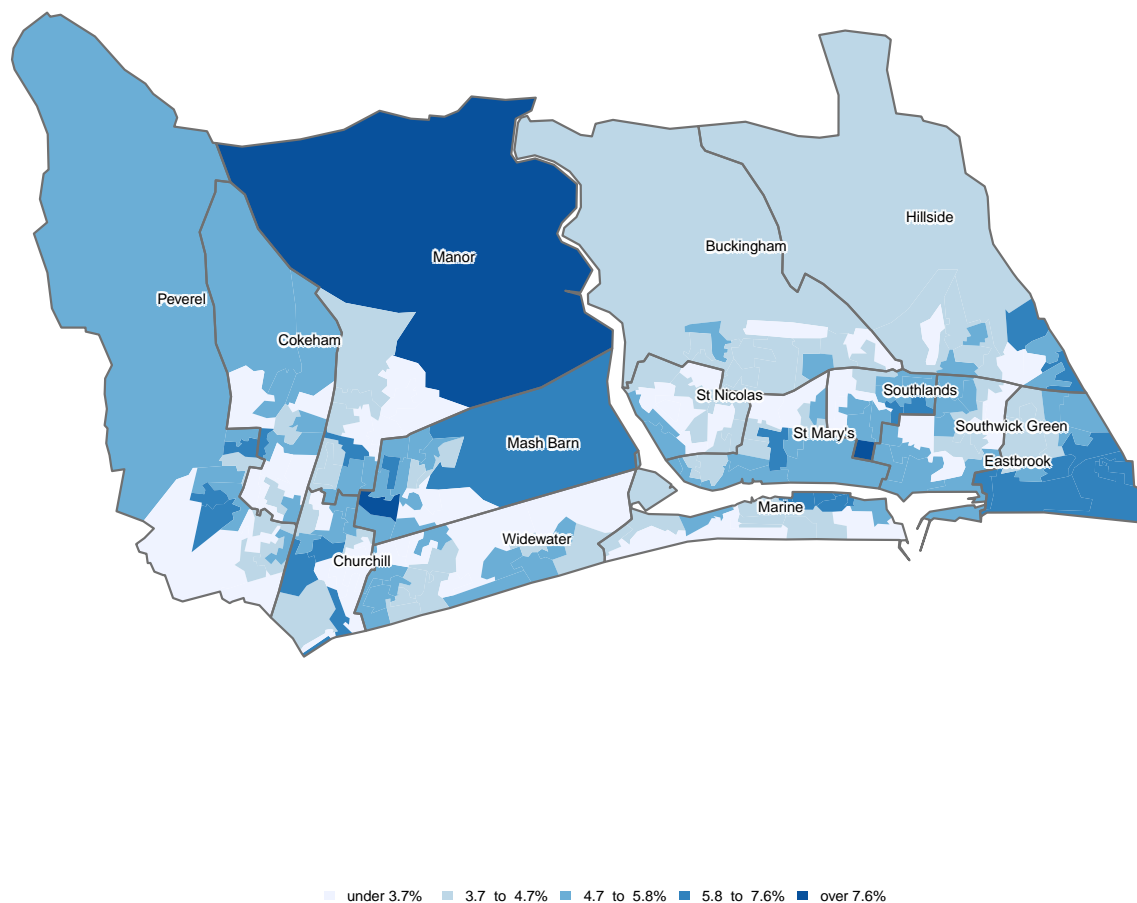 Hillside
Buckingham
Manor
Peverel
Cokeham
Southlands
St Nicolas
Southwick Green
St Mary's
Mash Barn
Eastbrook
Marine
Widewater
Churchill
under 3.7% 3.7 to 4.7% 4.7 to 5.8% 5.8 to 7.6% over 7.6%